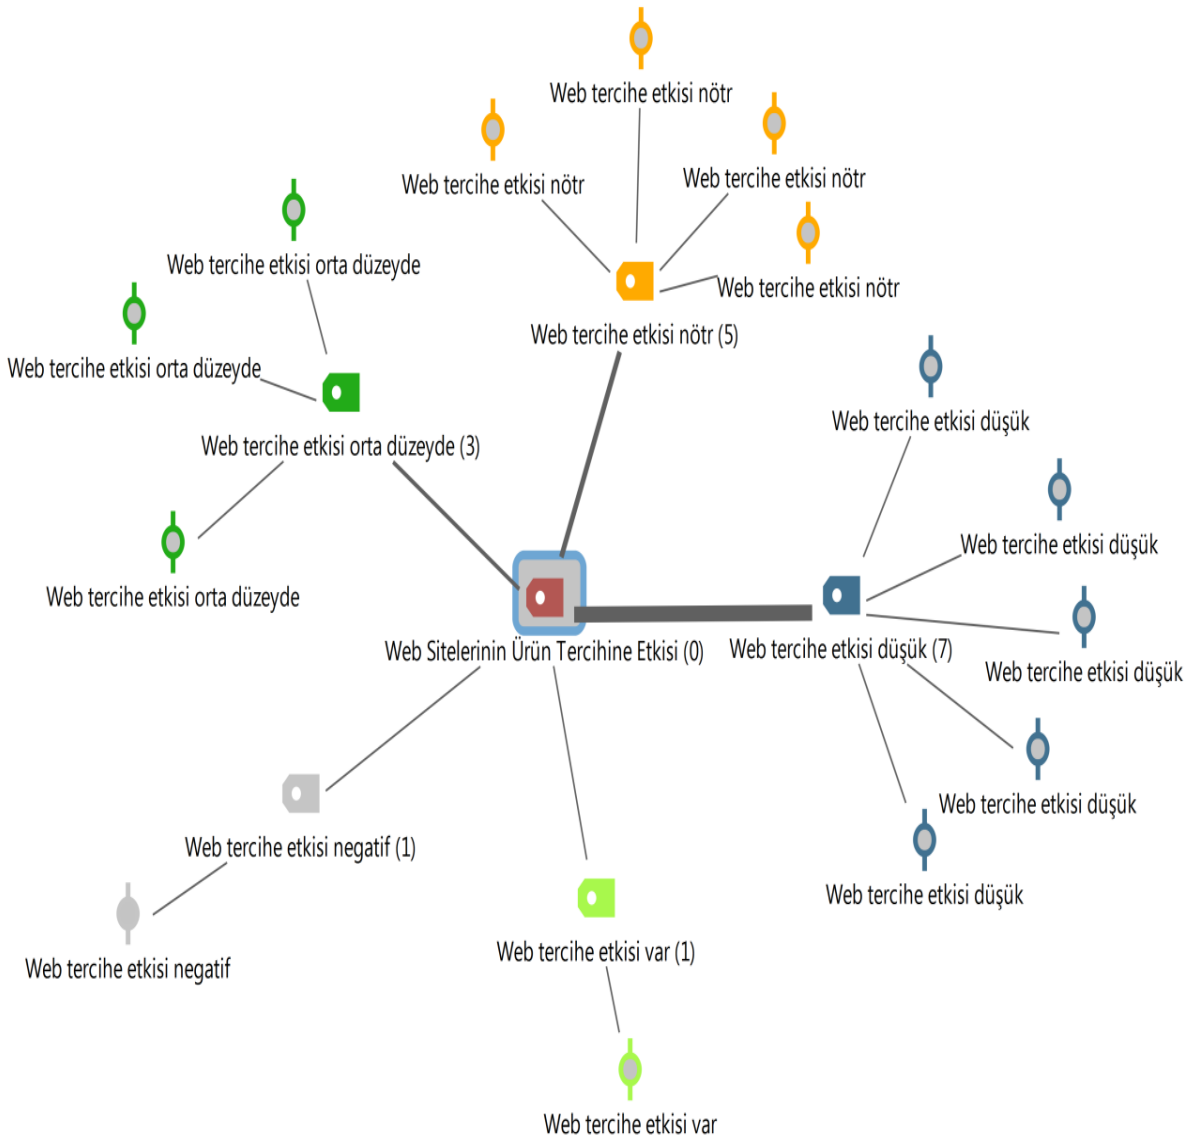 Web tercihe etkisi nötr
Web tercihe etkisi nötr
Web tercihe etkisi nötr
Web tercihe etkisi orta düzeyde
Web tercihe etkisi nötr
Web tercihe etkisi nötr (5)
Web tercihe etkisi orta düzeyde
Web tercihe etkisi düşük
Web tercihe etkisi orta düzeyde (3)
Web tercihe etkisi düşük
Web tercihe etkisi orta düzeyde
Web Sitelerinin Ürün Tercihine Etkisi (0)
Web tercihe etkisi düşük (7)
Web tercihe etkisi düşük
Web tercihe etkisi düşük
Web tercihe etkisi negatif (1)
Web tercihe etkisi düşük
Web tercihe etkisi var (1)
Web tercihe etkisi negatif
Web tercihe etkisi var